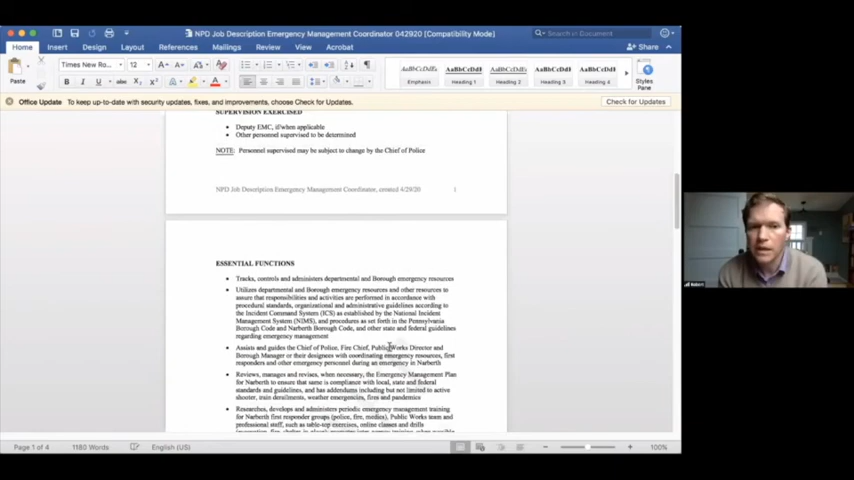 NPD Job Description Emergency Management Coordinator 042920 [Compatibility Mode]
Search in Document
Home Insert Design Layout References Mailings Review View Acrobat
Share
Times New Ro... 12
Paste
AaBbCcDdE AaBbCcDdE AaBbCcDdE AaBbCcDdF AaBbCcDdF
Emphasis Heading 1 Heading 2 Heading 3 Heading 4
Styles
Pane
Office Update To keep up-to-date with security updates, fixes, and improvements, choose Check for Updates.
Check for Updates
SUPERVISION EXERCISED
• Deputy EMC, if/when applicable
• Other personnel supervised to be determined
NOTE: Personnel supervised may be subject to change by the Chief of Police
NPD Job Description Emergency Management Coordinator, created 4/29/20 1
ESSENTIAL FUNCTIONS
• Tracks, controls and administers departmental and Borough emergency resources
• Utilizes departmental and Borough emergency resources and other resources to
assure that responsibilities and activities are performed in accordance with
procedural standards, organizational and administrative guidelines according to
the Incident Command System (ICS) as established by the National Incident
Management System (NIMS), and procedures as set forth in the Pennsylvania
Borough Code and Narberth Borough Code, and other state and federal guidelines
regarding emergency management
• Assists and guides the Chief of Police, Fire Chief, Public Works Director and
Borough Manager or their designees with coordinating emergency resources, first
responders and other emergency personnel during an emergency in Narberth
• Reviews, manages and revises, when necessary, the Emergency Management Plan
for Narberth to ensure that same is compliance with local, state and federal
standards and guidelines, and has addendums including but not limited to active
shooter, train derailments, weather emergencies, fires and pandemics
• Researches, develops and administers periodic emergency management training
for Narberth first responder groups (police, fire, medics), Public Works team and
professional staff, such as table-top exercises, online classes and drills
Page 1 of 4 1180 Words English (US) 100%